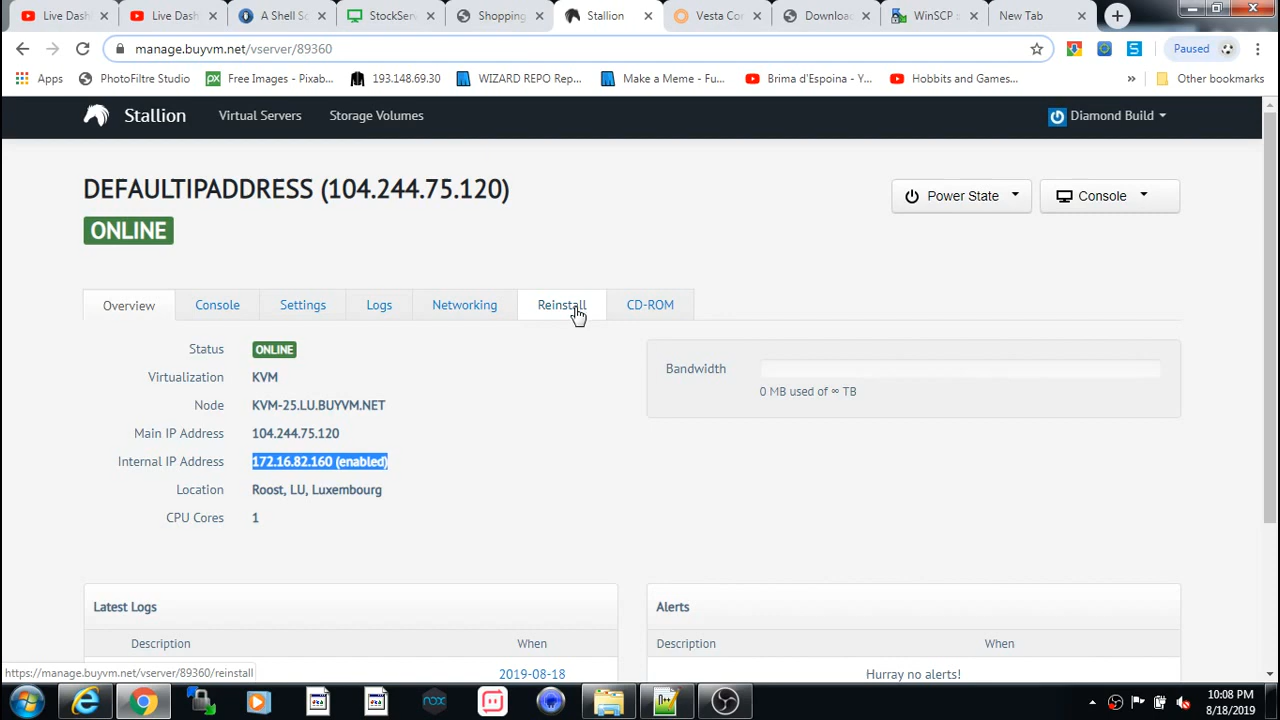 Live Dash
Live Dash
A Shell Sc
StockServ
Shopping
Stallion
Vesta Cor
Downloa
WinSCP
New Tab
manage.buyvm.net/vserver/89360
Paused
Apps
PhotoFiltre Studio
Free Images - Pixab...
193.148.69.30
WIZARD REPO Rep...
Make a Meme - Fu...
Brima d'Espoina - Y...
Hobbits and Games...
»
Other bookmarks
Stallion
Virtual Servers
Storage Volumes
Diamond Build
DEFAULTIPADDRESS (104.244.75.120)
Power State
Console
ONLINE
Overview
Console
Settings
Logs
Networking
Reinstall
CD-ROM
Status ONLINE
Virtualization KVM
Node KVM-25.LU.BUYVM.NET
Main IP Address 104.244.75.120
Internal IP Address 172.16.82.160 (enabled)
Location Roost, LU, Luxembourg
CPU Cores 1
Bandwidth
0 MB used of ∞ TB
Latest Logs
Description When
2019-08-18
Alerts
Description When
Hurray no alerts!
https://manage.buyvm.net/vserver/89360/reinstall
nox
10:08 PM
8/18/2019